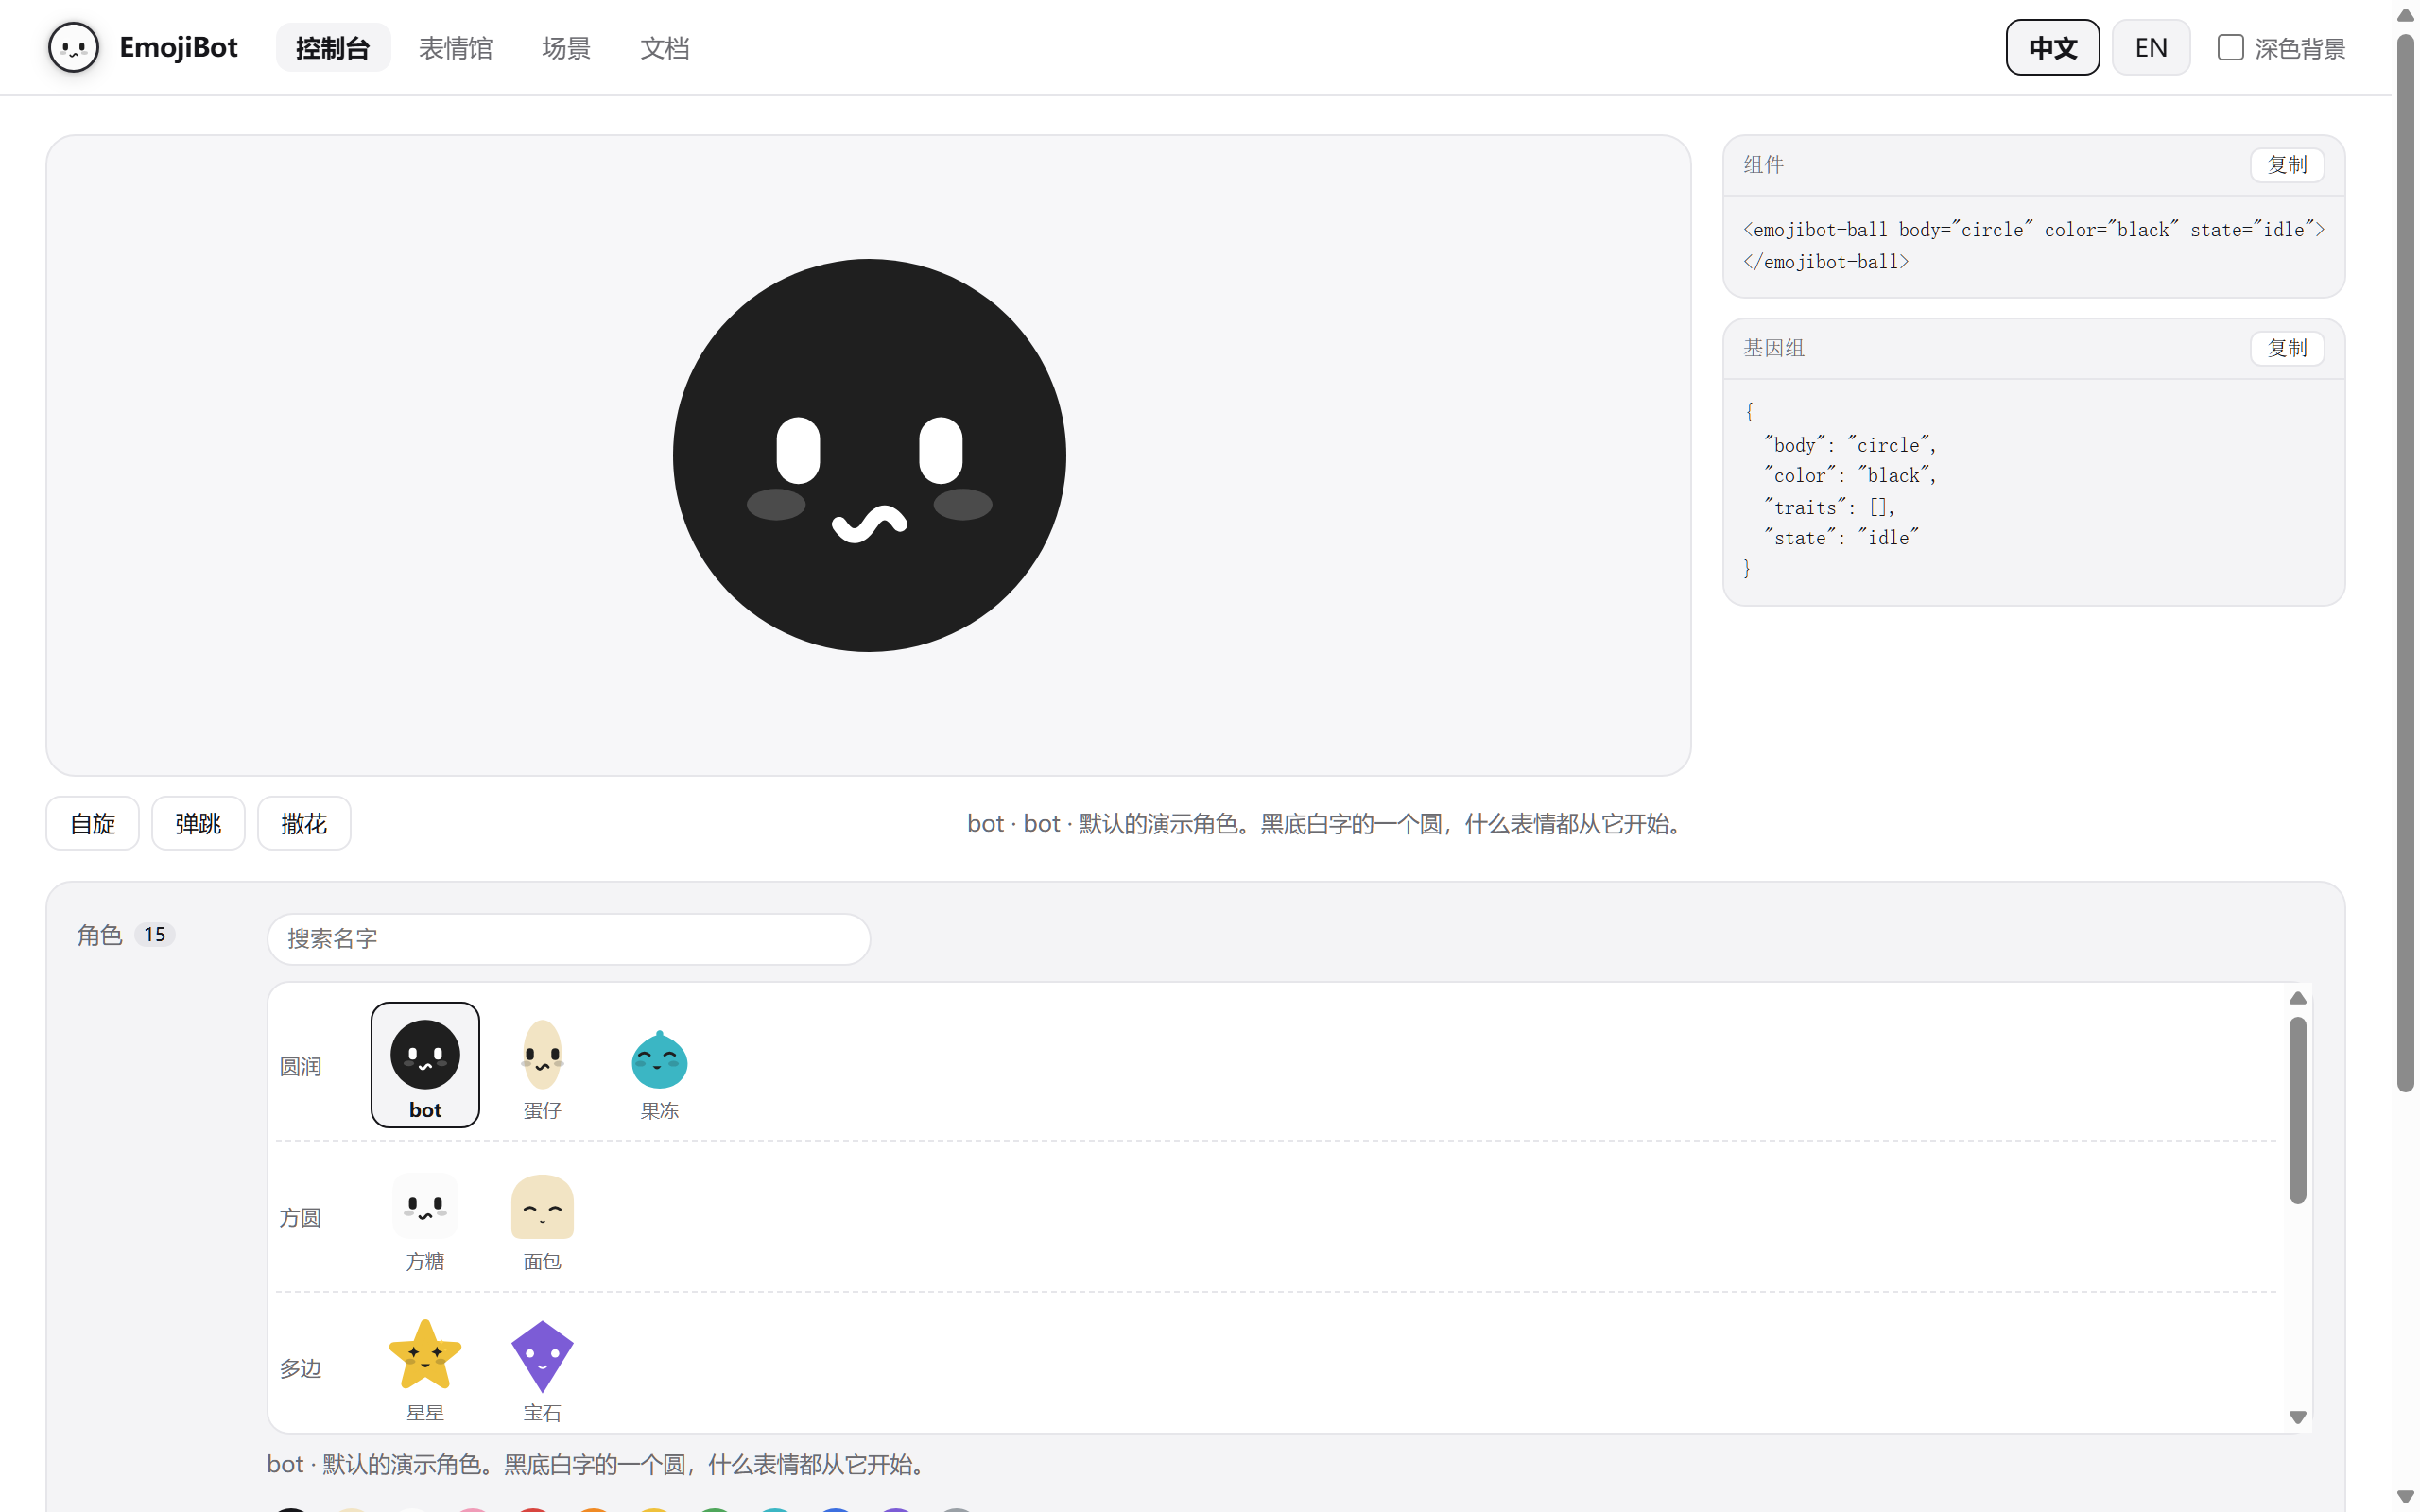 EmojiBot 控制台 表情馆 场景 文档 中文 EN 深色背景
组件 复制
<emojibot-ball body="circle" color="black" state="idle">
</emojibot-ball>
基因组 复制
{
"body": "circle",
"color": "black",
"traits": [],
"state": "idle"
}
自旋 弹跳 撒花 bot · bot · 默认的演示角色。黑底白字的一个圆，什么表情都从它开始。
角色 15 搜索名字
圆润
bot 蛋仔 果冻
方圆
方糖 面包
多边
星星 宝石
bot · 默认的演示角色。黑底白字的一个圆，什么表情都从它开始。